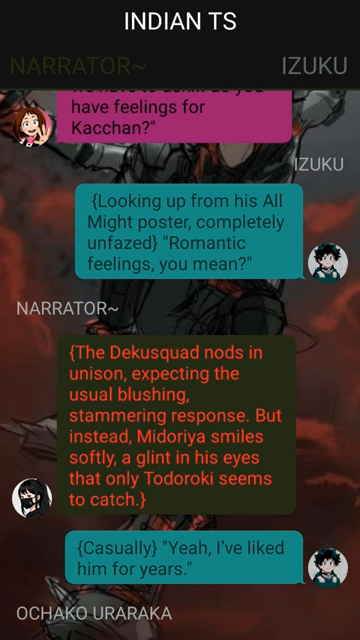 INDIAN TS
NARRATOR~
IZUKU
have feelings for
Kacchan?"
IZUKU
{Looking up from his All
Might poster, completely
unfazed} "Romantic
feelings, you mean?"
NARRATOR~
{The Dekusquad nods in
unison, expecting the
usual blushing,
stammering response. But
instead, Midoriya smiles
softly, a glint in his eyes
that only Todoroki seems
to catch.}
{Casually} "Yeah, I've liked
him for years."
OCHAKO URARAKA